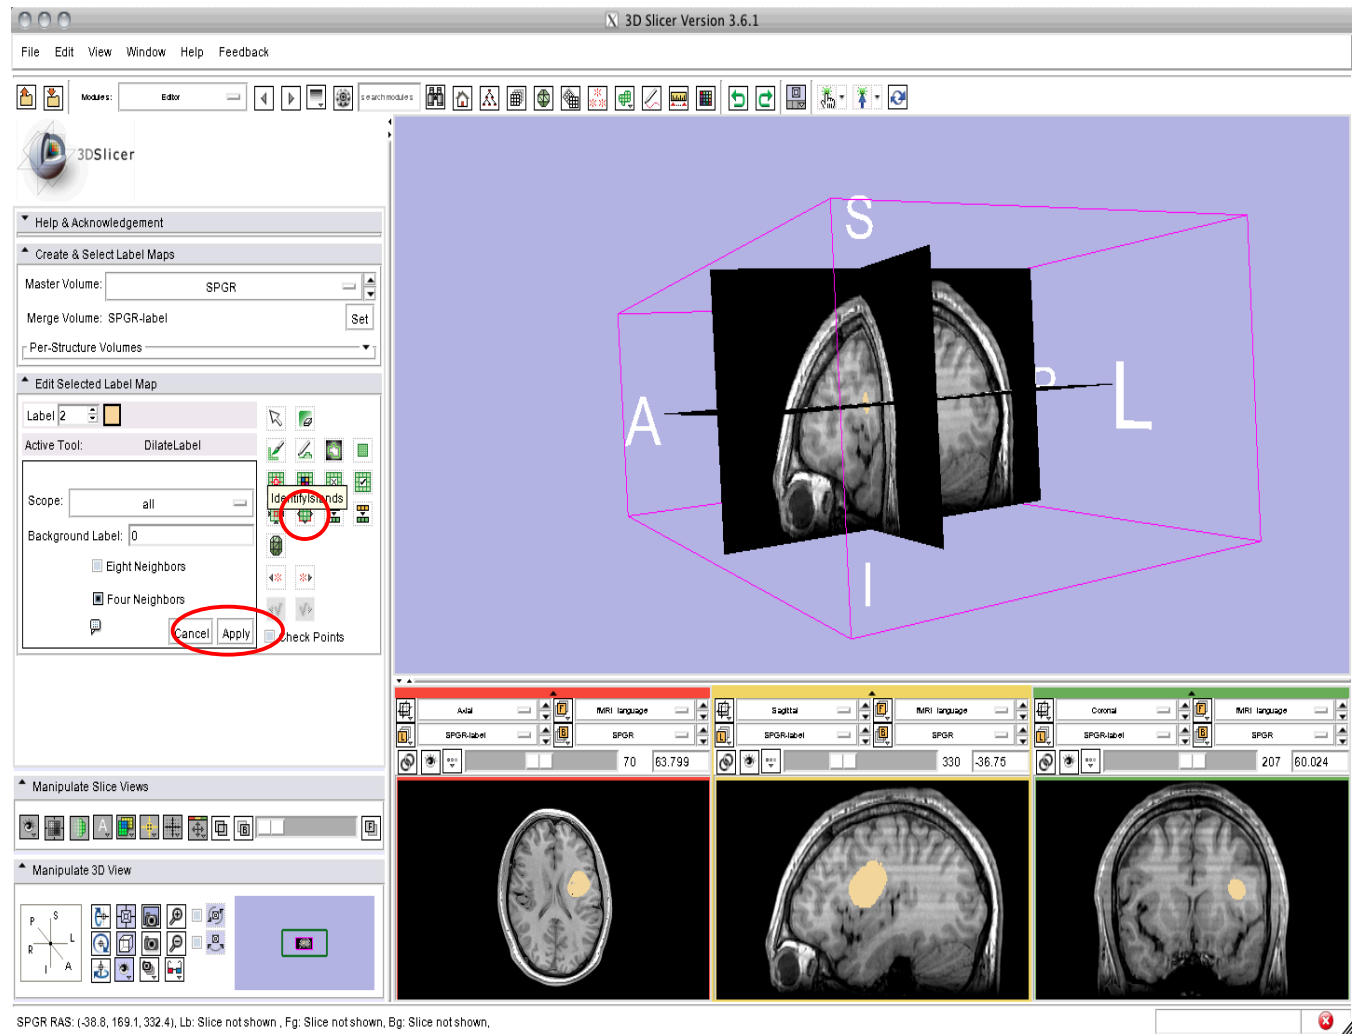 X 3D Slicer Version 3.6.1
File Edit View Window Help Feedback
Modules: Editor search modules
3DSlicer
Help & Acknowledgement
Create & Select Label Maps
Master Volume: SPGR
Merge Volume: SPGR-label Set
Per-Structure Volumes
Edit Selected Label Map
Label 2
Active Tool: DilateLabel
IdentifyIslands
Scope: all
Background Label: 0
Eight Neighbors
Four Neighbors
Cancel Apply Check Points
S
A
P
L
I
Axial F fMRI language
L SPGR-label B SPGR
70 63.799
Sagittal F fMRI language
L SPGR-label B SPGR
330 -36.75
Coronal F fMRI language
L SPGR-label B SPGR
207 60.024
Manipulate Slice Views
A B F
Manipulate 3D View
P S
L
R
I A
SPGR RAS: (-38.8, 169.1, 332.4), Lb: Slice not shown , Fg: Slice not shown, Bg: Slice not shown,